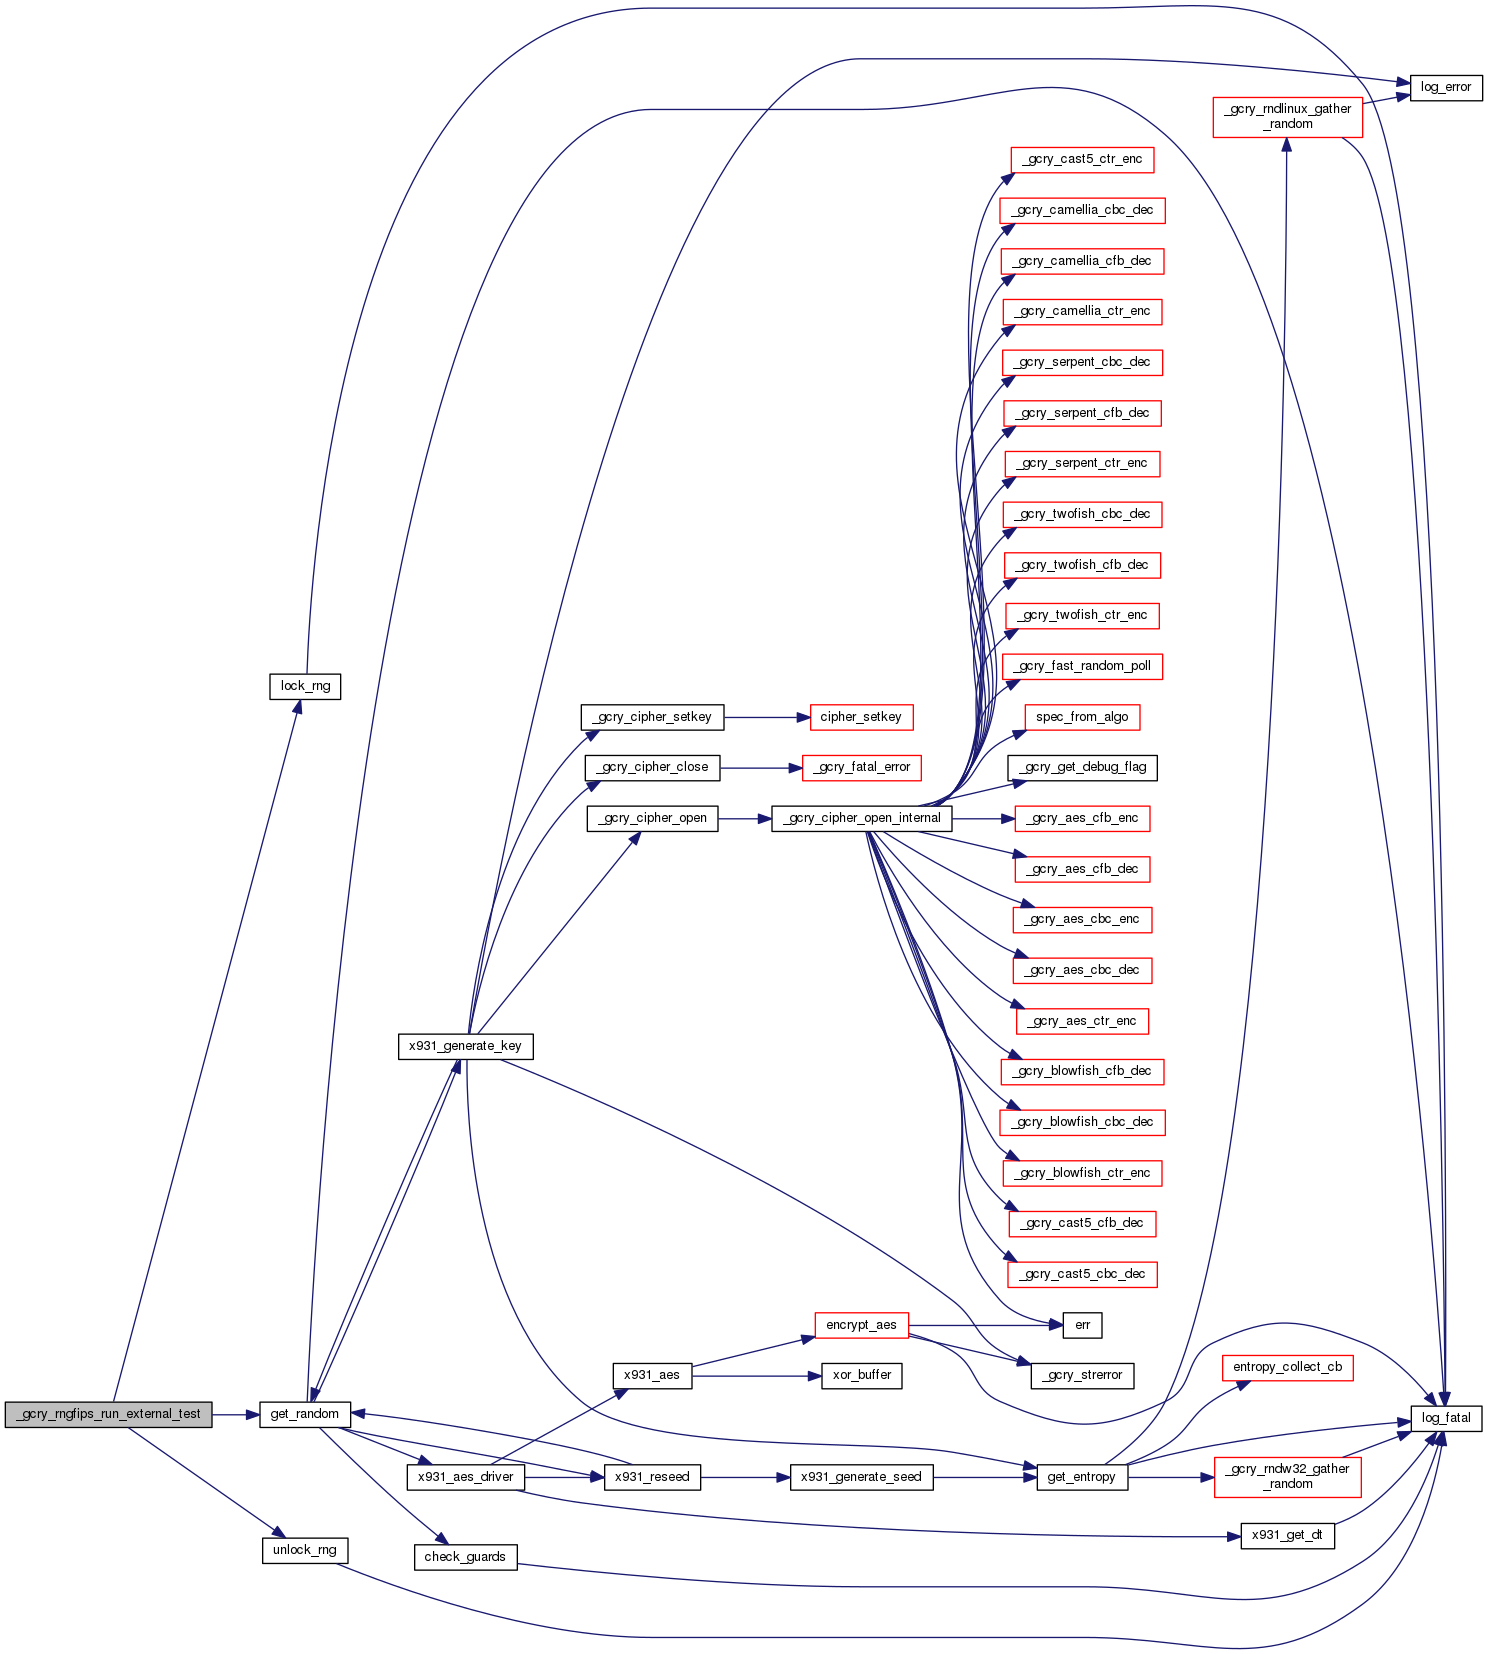 log_error
_gcry_rndlinux_gather
_random
_gcry_cast5_ctr_enc
_gcry_camellia_cbc_dec
_gcry_camellia_cfb_dec
_gcry_camellia_ctr_enc
_gcry_serpent_cbc_dec
_gcry_serpent_cfb_dec
_gcry_serpent_ctr_enc
_gcry_twofish_cbc_dec
_gcry_twofish_cfb_dec
_gcry_twofish_ctr_enc
_gcry_fast_random_poll
lock_rng
_gcry_cipher_setkey
cipher_setkey
spec_from_algo
_gcry_cipher_close
_gcry_fatal_error
_gcry_get_debug_flag
_gcry_cipher_open
_gcry_cipher_open_internal
_gcry_aes_cfb_enc
_gcry_aes_cfb_dec
_gcry_aes_cbc_enc
_gcry_aes_cbc_dec
_gcry_aes_ctr_enc
x931_generate_key
_gcry_blowfish_cfb_dec
_gcry_blowfish_cbc_dec
_gcry_blowfish_ctr_enc
_gcry_cast5_cfb_dec
_gcry_cast5_cbc_dec
encrypt_aes
err
x931_aes
xor_buffer
_gcry_strerror
entropy_collect_cb
_gcry_rngfips_run_external_test
get_random
log_fatal
x931_aes_driver
x931_reseed
x931_generate_seed
get_entropy
_gcry_rndw32_gather
_random
x931_get_dt
unlock_rng
check_guards